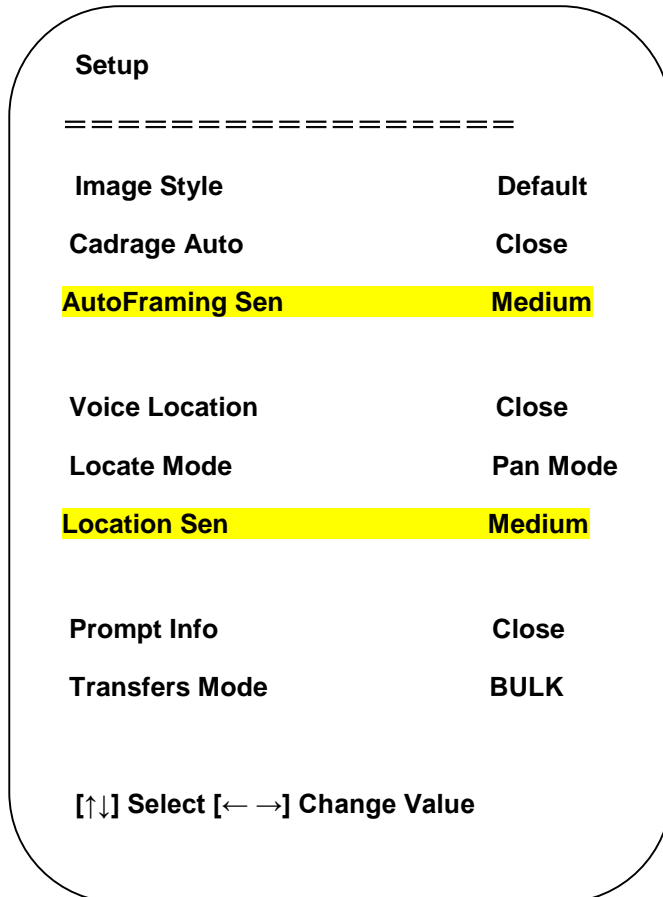 Setup
=================
Image Style Default
Cadrage Auto Close
AutoFraming Sen Medium
Voice Location Close
Locate Mode Pan Mode
Location Sen Medium
Prompt Info Close
Transfers Mode BULK
[↑↓] Select [← →] Change Value